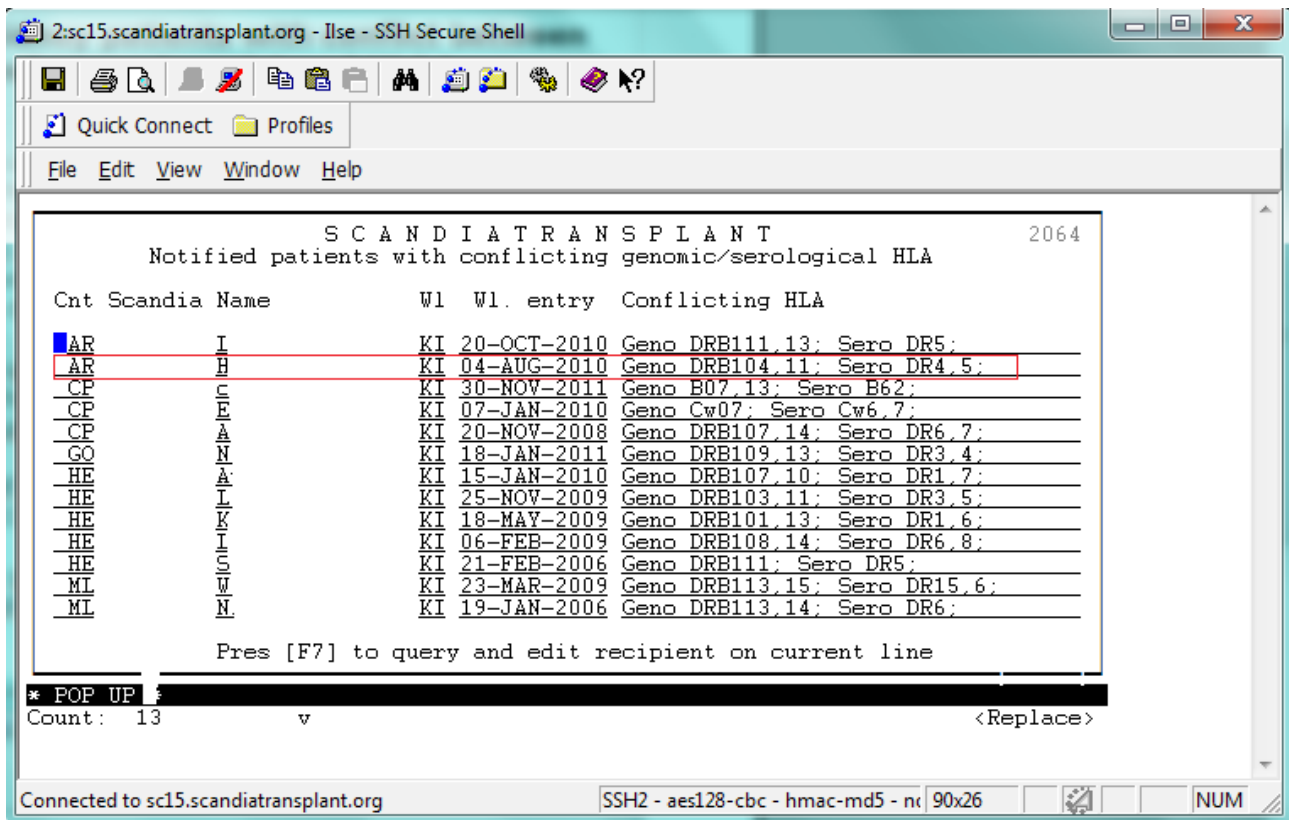 2:sc15.scandiatransplant.org - Ilse - SSH Secure Shell
Quick Connect Profiles
File Edit View Window Help
S C A N D I A T R A N S P L A N T 2064
Notified patients with conflicting genomic/serological HLA
Cnt Scandia Name Wl Wl. entry Conflicting HLA
AR I KI 20-OCT-2010 Geno DRB111,13; Sero DR5;
AR H KI 04-AUG-2010 Geno DRB104,11; Sero DR4,5;
CP c KI 30-NOV-2011 Geno B07,13; Sero B62;
CP E KI 07-JAN-2010 Geno Cw07; Sero Cw6,7;
CP A KI 20-NOV-2008 Geno DRB107,14; Sero DR6,7;
GO N KI 18-JAN-2011 Geno DRB109,13; Sero DR3,4;
HE A KI 15-JAN-2010 Geno DRB107,10; Sero DR1,7;
HE L KI 25-NOV-2009 Geno DRB103,11; Sero DR3,5;
HE K KI 18-MAY-2009 Geno DRB101,13; Sero DR1,6;
HE I KI 06-FEB-2009 Geno DRB108,14; Sero DR6,8;
HE S KI 21-FEB-2006 Geno DRB111; Sero DR5;
ML W KI 23-MAR-2009 Geno DRB113,15; Sero DR15,6;
ML N. KI 19-JAN-2006 Geno DRB113,14; Sero DR6;
Pres [F7] to query and edit recipient on current line
* POP UP *
Count: 13 v <Replace>
Connected to sc15.scandiatransplant.org SSH2 - aes128-cbc - hmac-md5 - nc 90x26 NUM